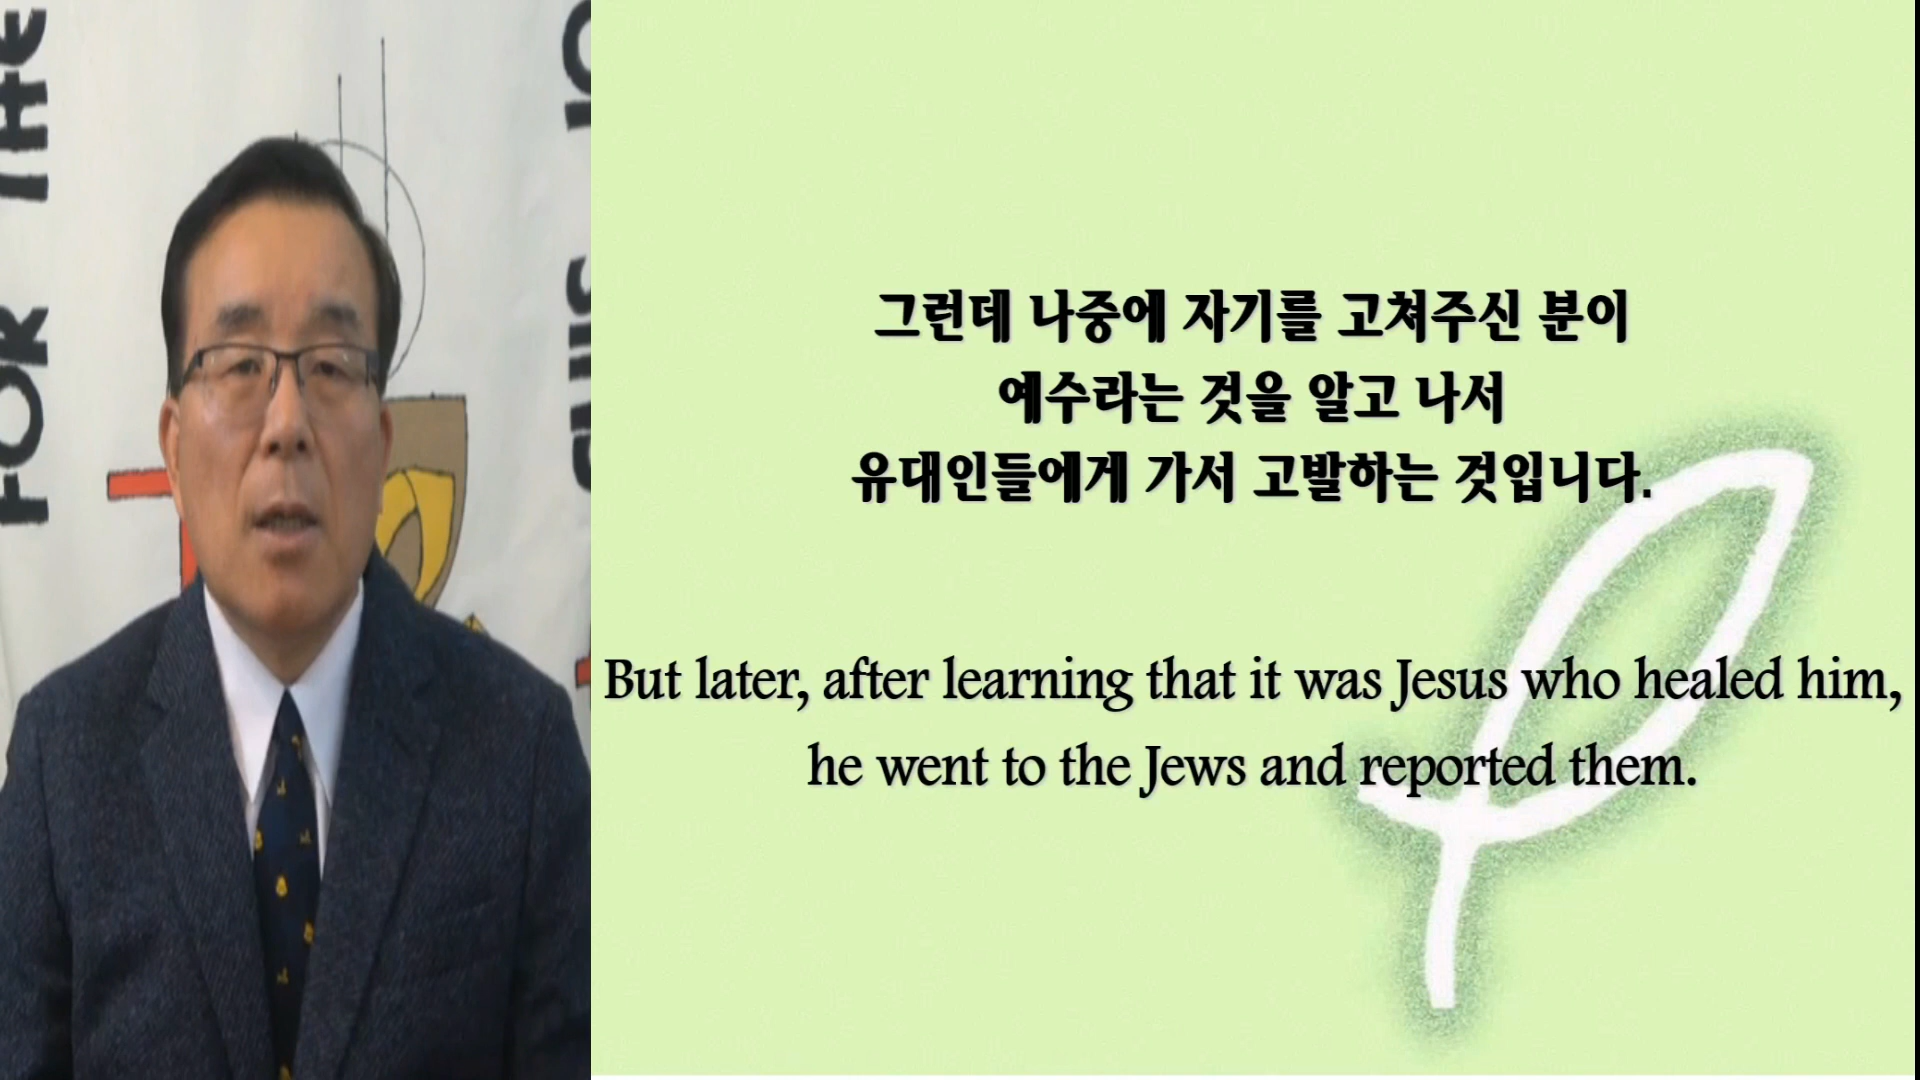 FOR THE
그런데 나중에 자기를 고쳐주신 분이
예수라는 것을 알고 나서
유대인들에게 가서 고발하는 것입니다.
But later, after learning that it was Jesus who healed him,
he went to the Jews and reported them.